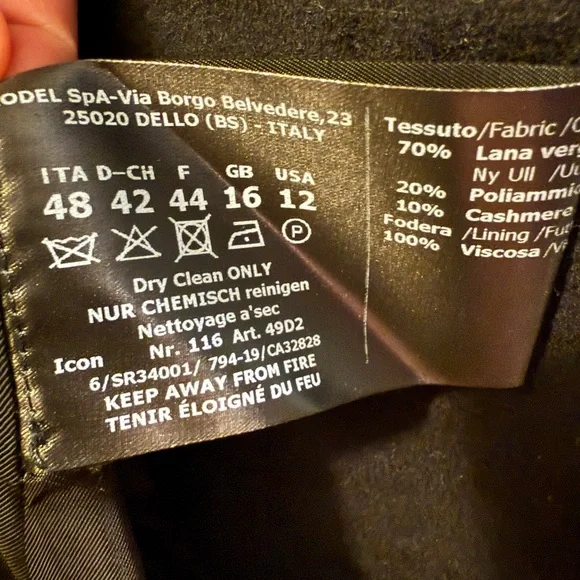 ODEL SpA-Via Borgo Belvedere,23
25020 DELLO (BS) - ITALY
ITA D-CH F GB USA
48 42 44 16 12
P
Dry Clean ONLY
NUR CHEMISCH reinigen
Nettoyage a'sec
Icon Nr. 116 Art. 49D2
6/SR34001/ 794-19/CA32828
KEEP AWAY FROM FIRE
TENIR ÉLOIGNÉ DU FEU
Tessuto/Fabric/
70% Lana
Ny Ull
20%
10% Cashmere
Fodera /Lining
100% Viscosa